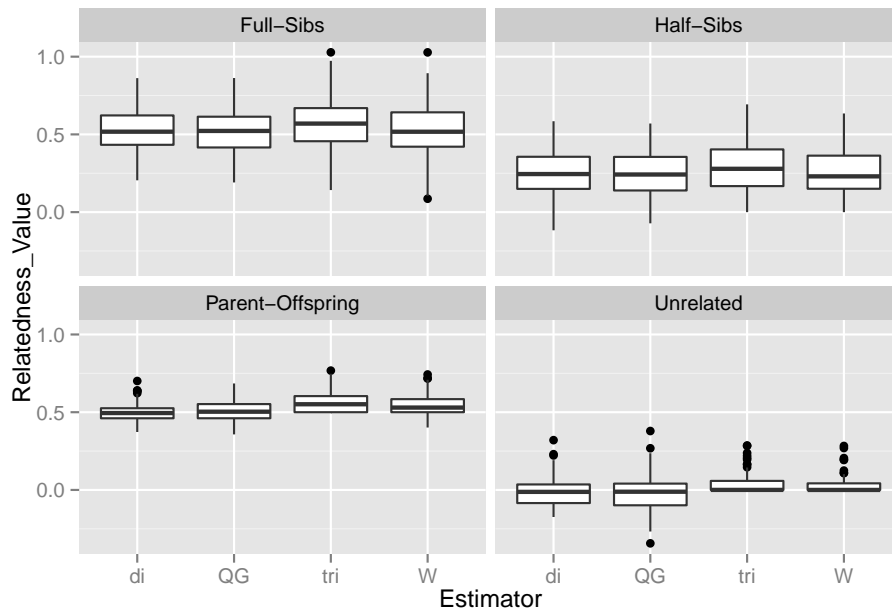 Full−Sibs Half−Sibs
1.0
0.5
0.0
Relatedness_Value
Parent−Offspring Unrelated
1.0
0.5
0.0
di QG tri W di QG tri W
Estimator